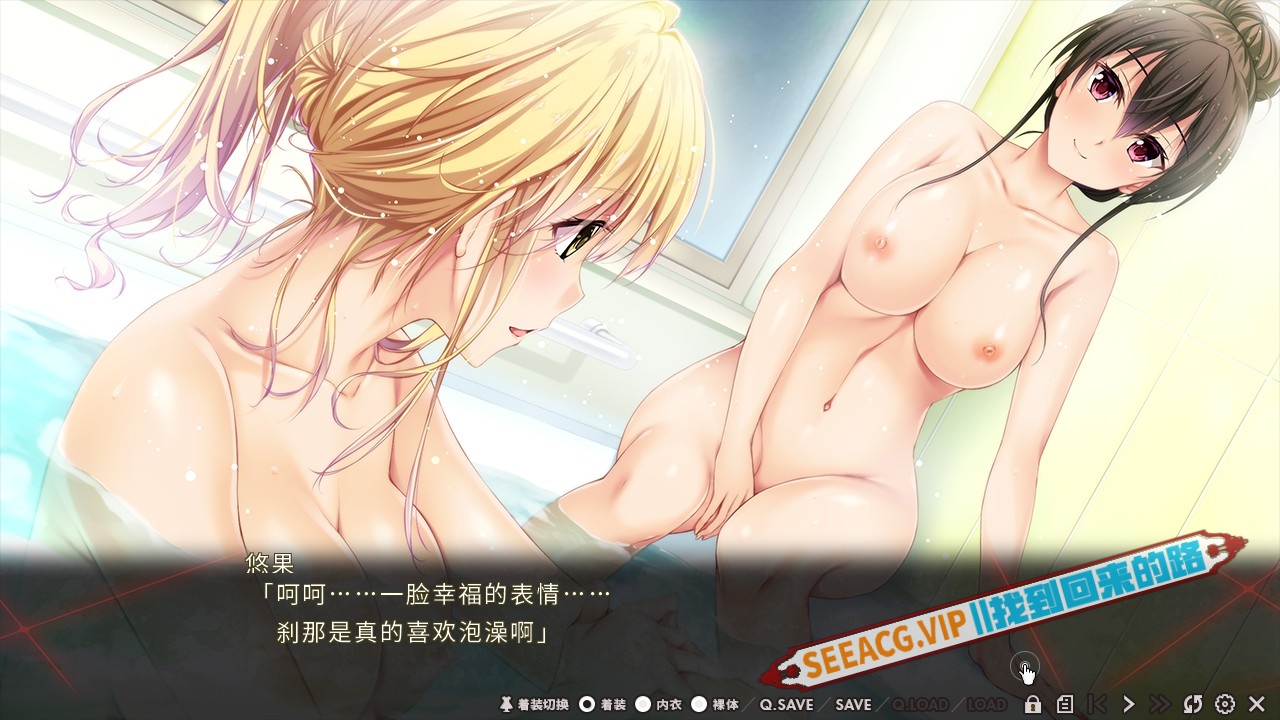 悠果
「呵呵……一脸幸福的表情……
刹那是真的喜欢泡澡啊」
SEEACG.VIP||找到回来的路
着装切换 着装 内衣 裸体 Q.SAVE SAVE Q.LOAD LOAD